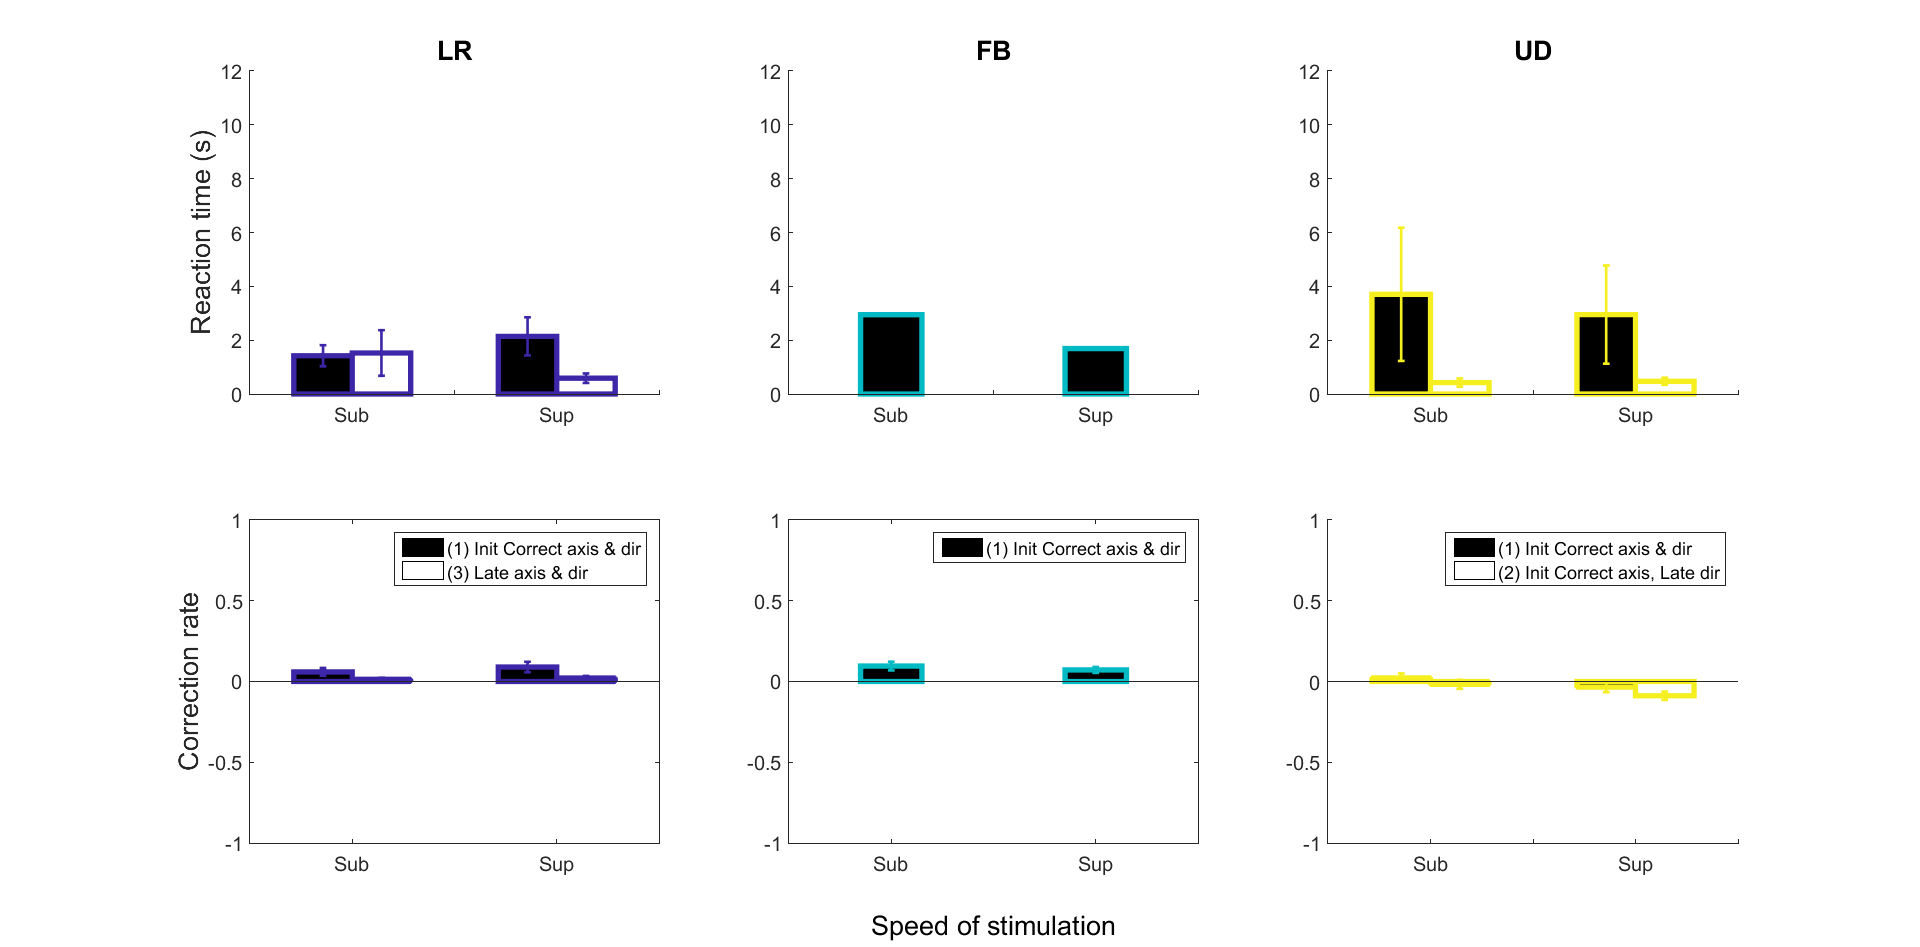 LR
FB
UD
Reaction time (s)
12
10
8
6
4
2
0
Sub
Sup
12
10
8
6
4
2
0
Sub
Sup
12
10
8
6
4
2
0
Sub
Sup
Correction rate
1
0.5
0
-0.5
-1
(1) Init Correct axis & dir
(3) Late axis & dir
Sub
Sup
1
0.5
0
-0.5
-1
(1) Init Correct axis & dir
Sub
Sup
1
0.5
0
-0.5
-1
(1) Init Correct axis & dir
(2) Init Correct axis, Late dir
Sub
Sup
Speed of stimulation